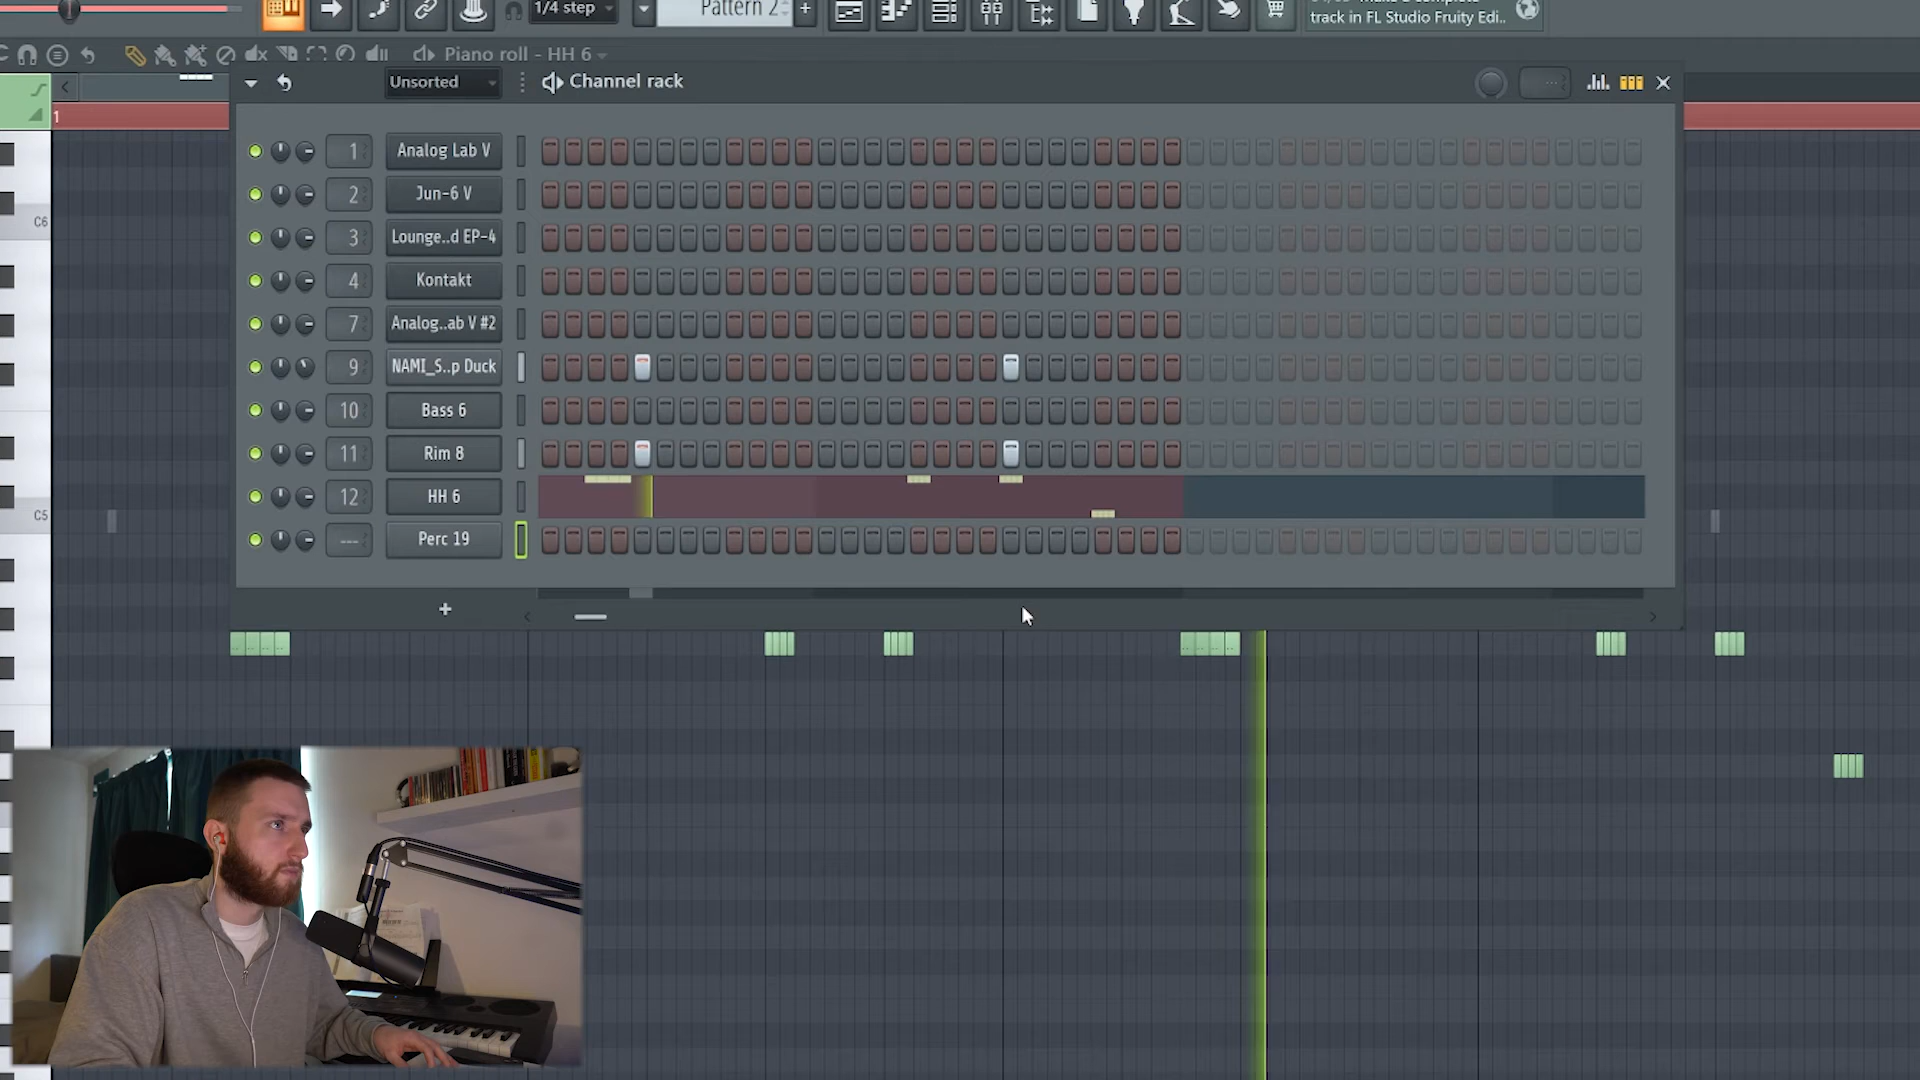 1/4 step
Pattern 2
+
track in FL Studio Fruity Edi..
Piano roll - HH 6
Unsorted
Channel rack
1
C6
C5
1 Analog Lab V
2 Jun-6 V
3 Lounge..d EP-4
4 Kontakt
7 Analog..ab V #2
9 NAMI_S..p Duck
10 Bass 6
11 Rim 8
12 HH 6
--- Perc 19
+